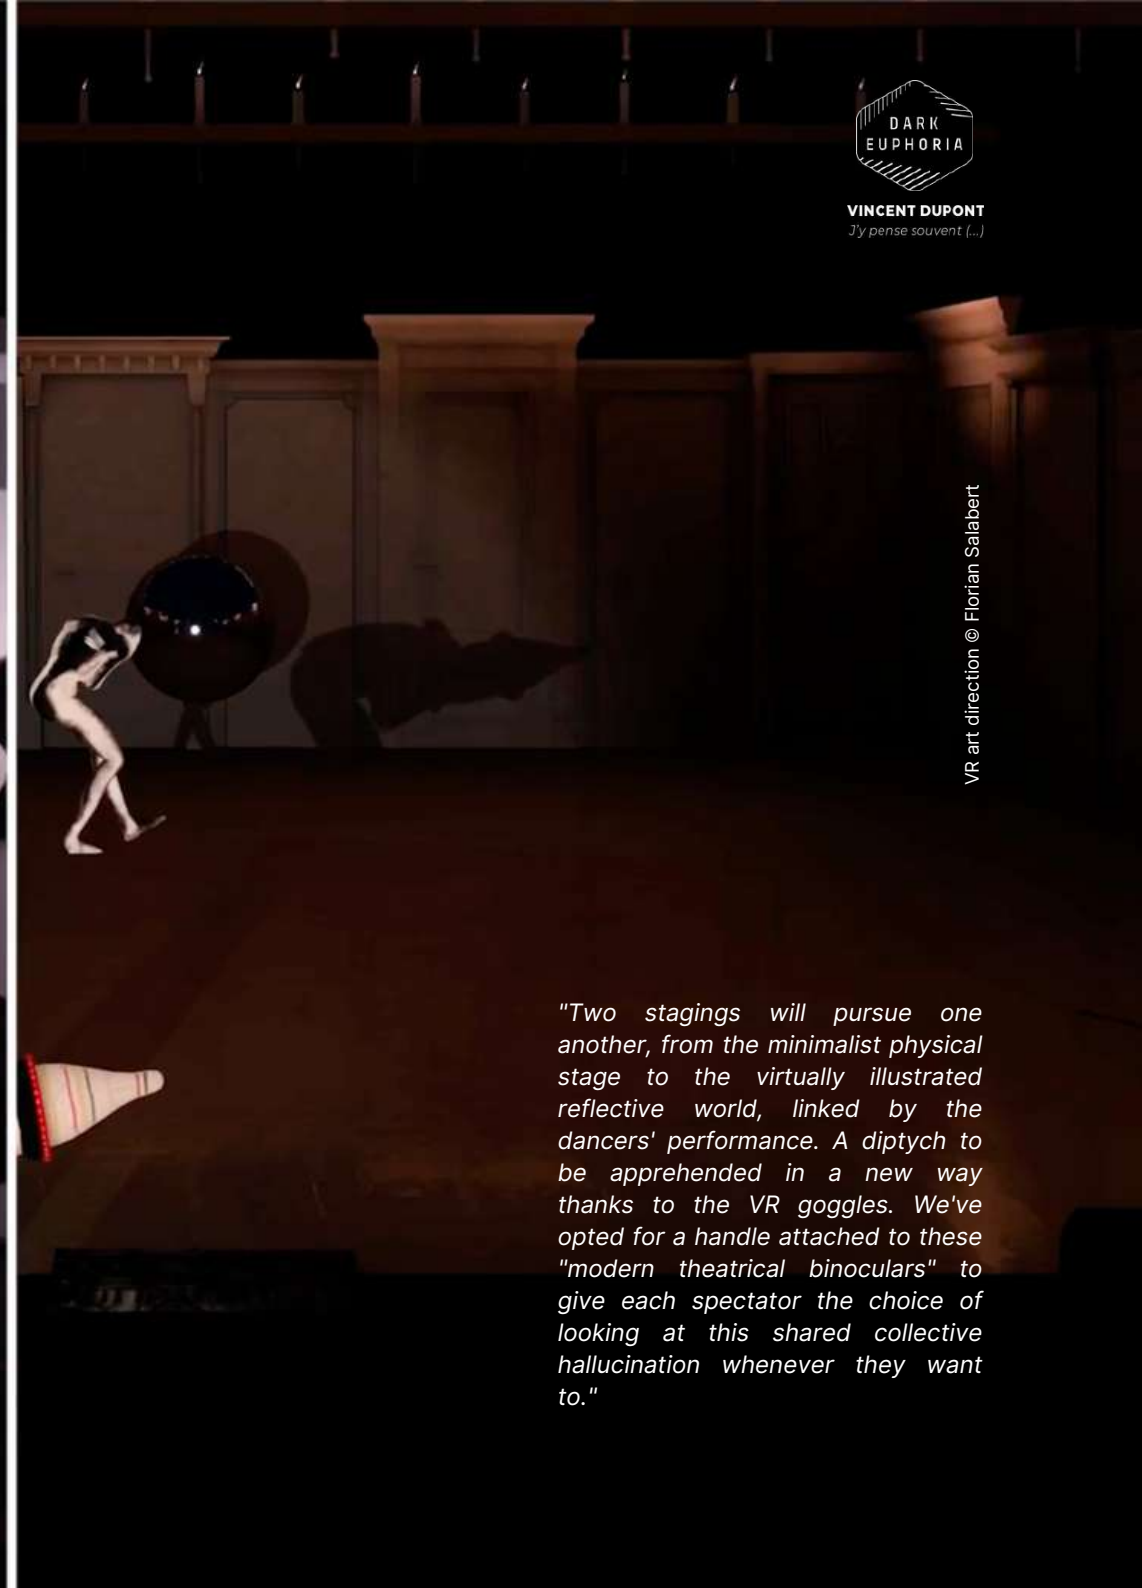 DARK
EUPHORIA
VINCENT DUPONT
J'y pense souvent (...)
VR art direction © Florian Salabert
"Two stagings will pursue one
another, from the minimalist physical
stage to the virtually illustrated
reflective world, linked by the
dancers' performance. A diptych to
be apprehended in a new way
thanks to the VR goggles. We've
opted for a handle attached to these
"modern theatrical binoculars" to
give each spectator the choice of
looking at this shared collective
hallucination whenever they want
to."